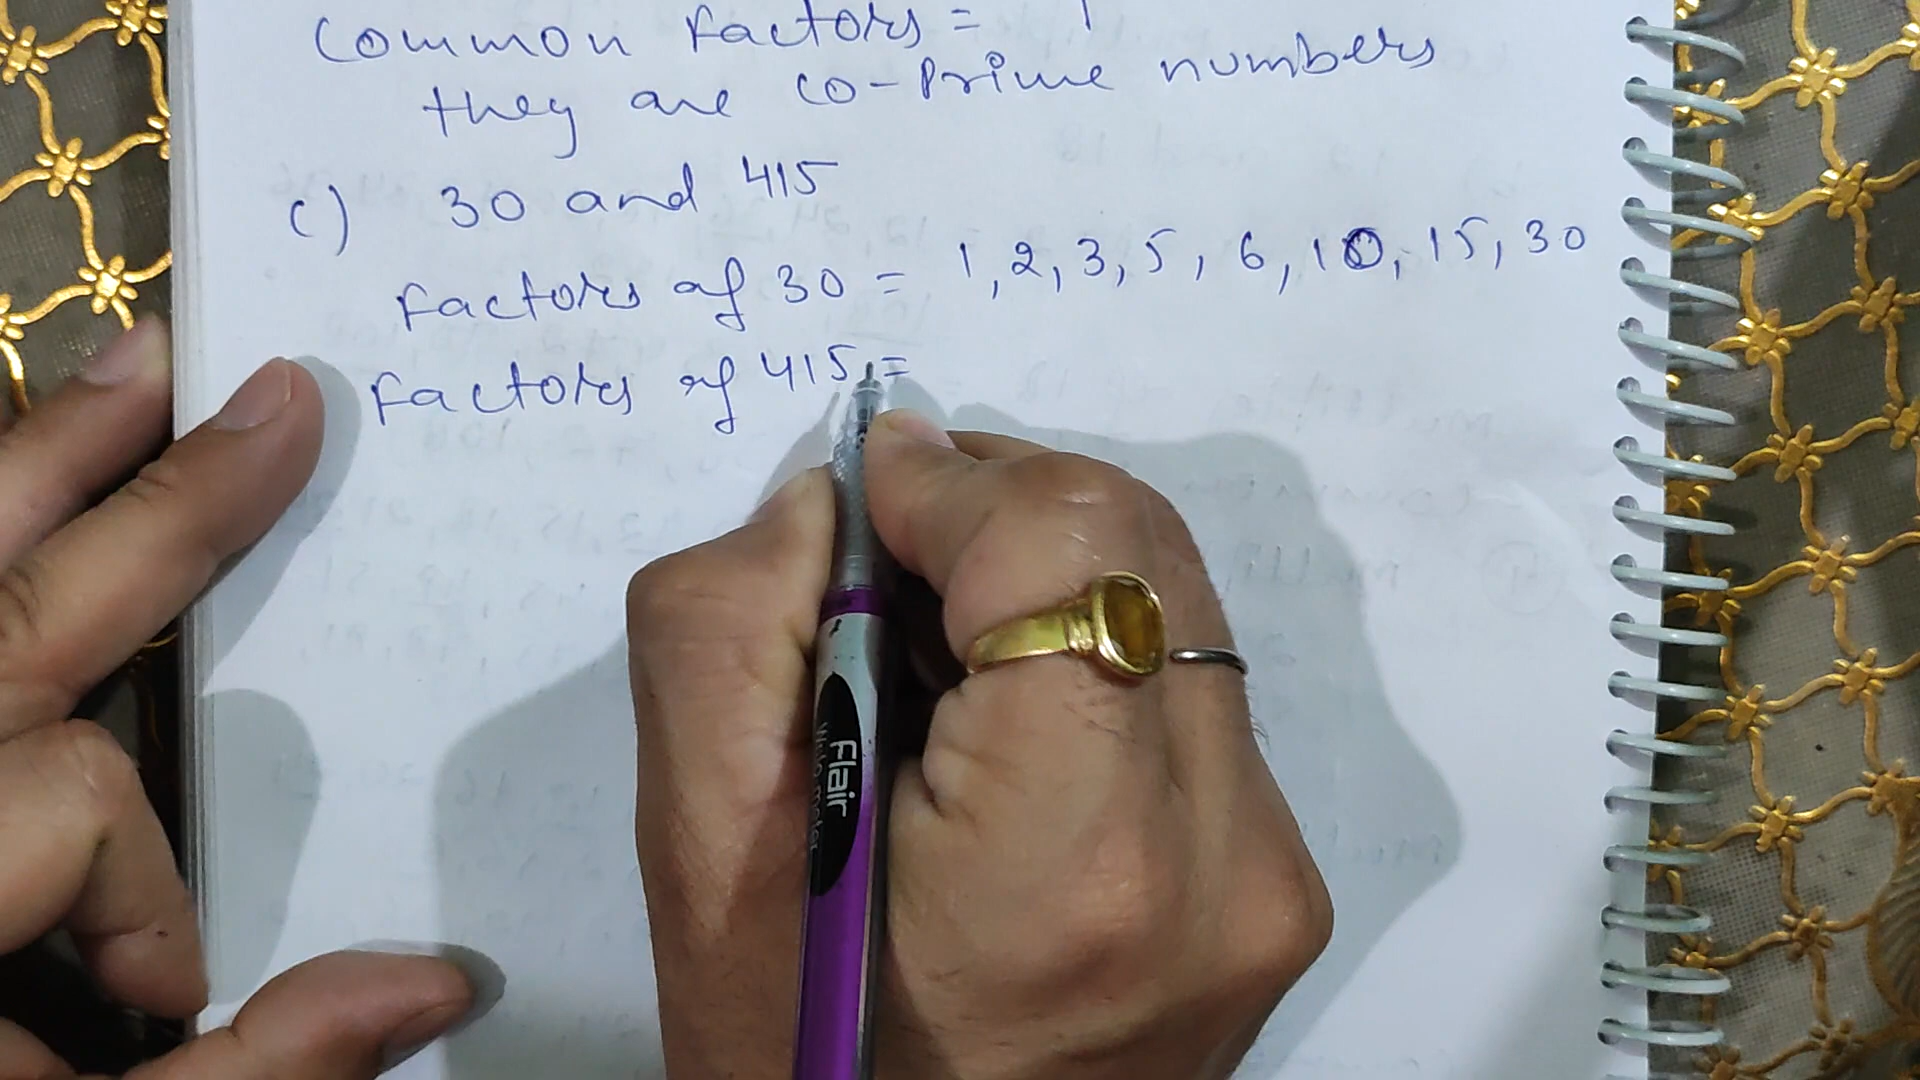 Common Factors = 1
they are co-Prime numbers
c) 30 and 415
Factors of 30 = 1, 2, 3, 5, 6, 10, 15, 30
Factors of 415 =
Flair